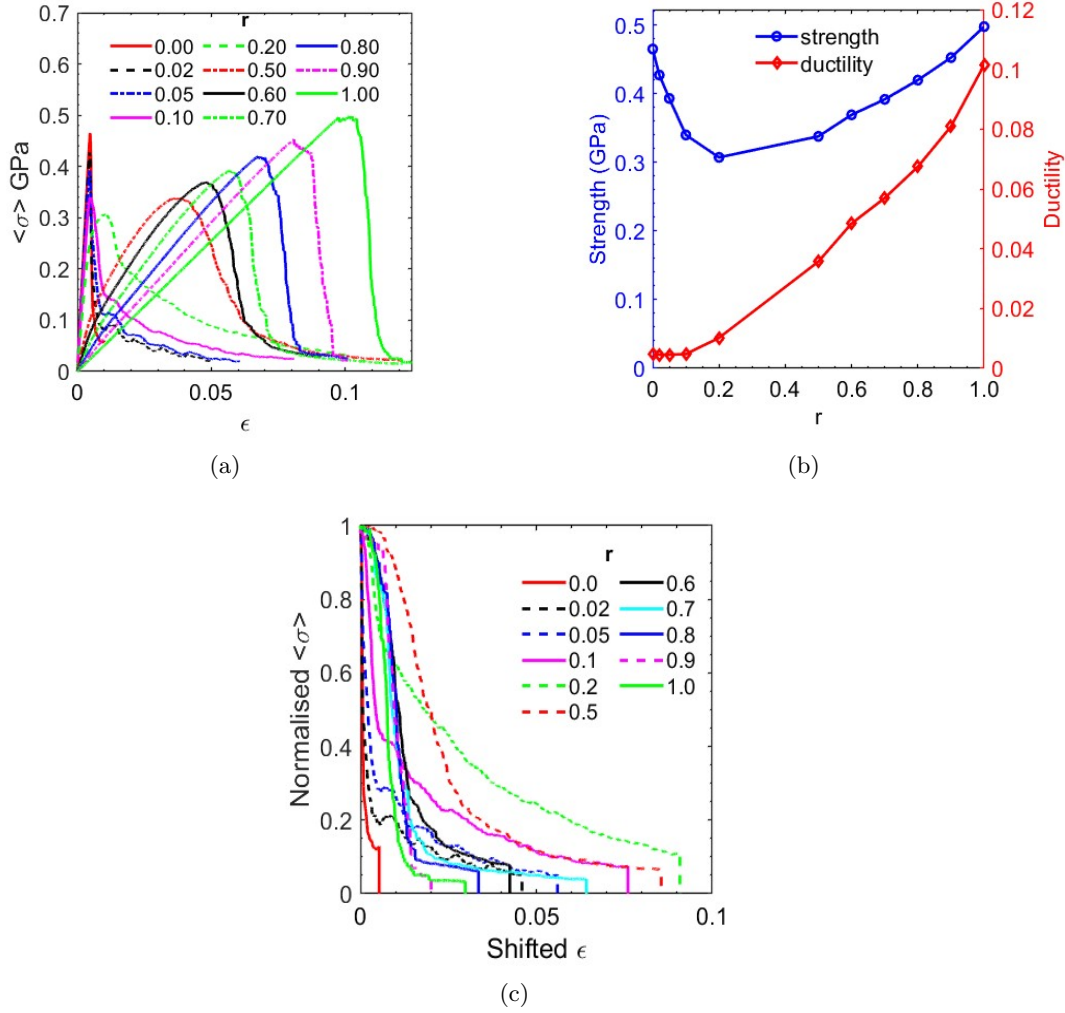 r
0.00 0.20 0.80
0.02 0.50 0.90
0.05 0.60 1.00
0.10 0.70
0.7
0.6
0.5
0.4
0.3
0.2
0.1
0
<σ> GPa
0 0.05 0.1
ϵ
(a)
0.5
0.4
0.3
0.2
0.1
0
Strength (GPa)
strength
ductility
0.12
0.1
0.08
0.06
0.04
0.02
0
Ductility
0 0.2 0.4 0.6 0.8 1.0
r
(b)
r
0.0 0.6
0.02 0.7
0.05 0.8
0.1 0.9
0.2 1.0
0.5
1
0.8
0.6
0.4
0.2
0
Normalised <σ>
0 0.05 0.1
Shifted ϵ
(c)